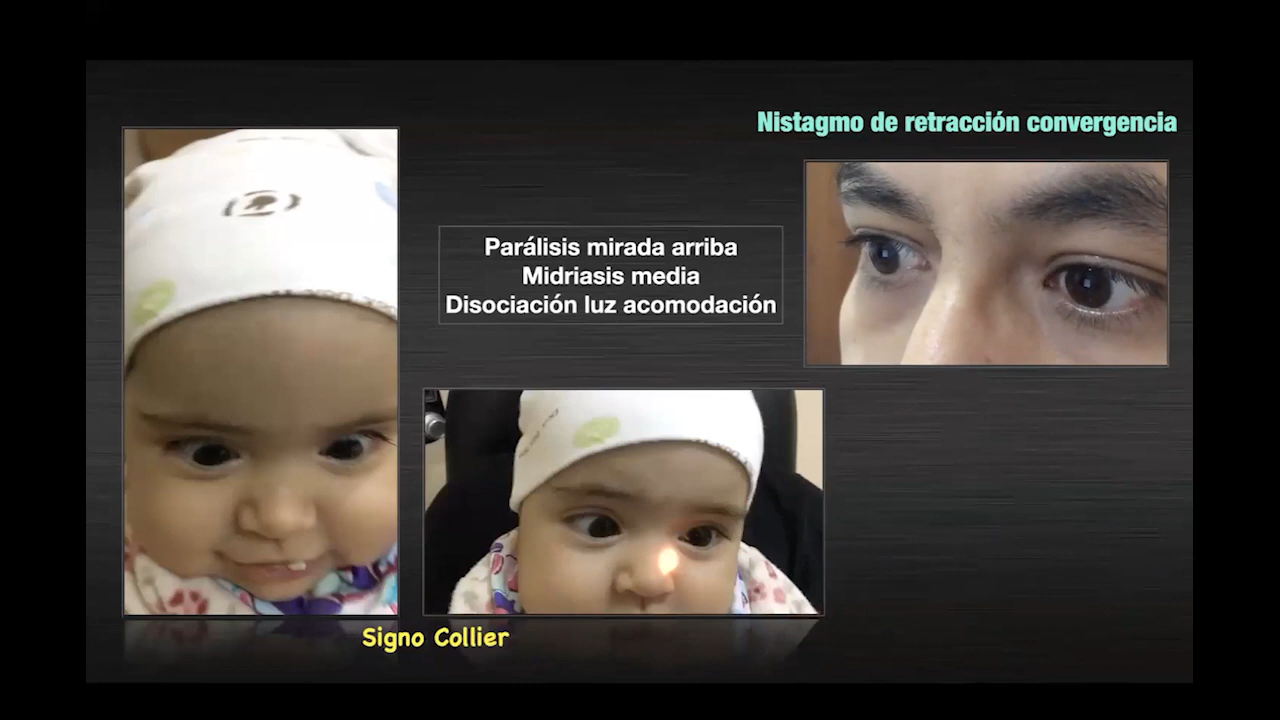 Nistagmo de retracción convergencia
Parálisis mirada arriba
Midriasis media
Disociación luz acomodación
Signo Collier